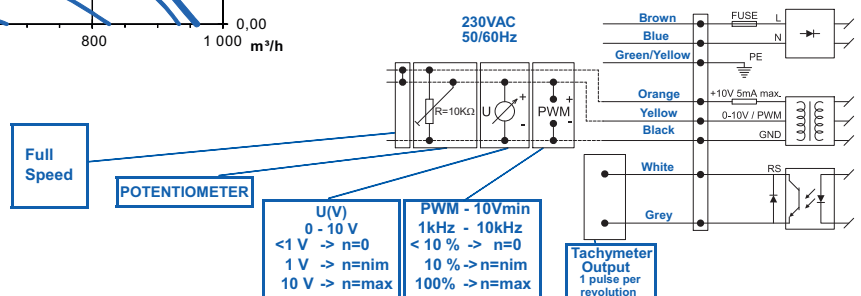 0,00
800
1 000
m³/h
230VAC
50/60Hz
Brown
FUSE
L
Blue
N
Green/Yellow
PE
Orange
+10V 5mA max.
Yellow
0-10V / PWM
Black
GND
R=10KΩ
U
+
-
PWM
+
-
White
RS
Grey
Full
Speed
POTENTIOMETER
U(V)
0 - 10 V
<1 V -> n=0
1 V -> n=nim
10 V -> n=max
PWM - 10Vmin
1kHz - 10kHz
< 10 % -> n=0
10 % -> n=nim
100% -> n=max
Tachymeter
Output
1 pulse per
revolution